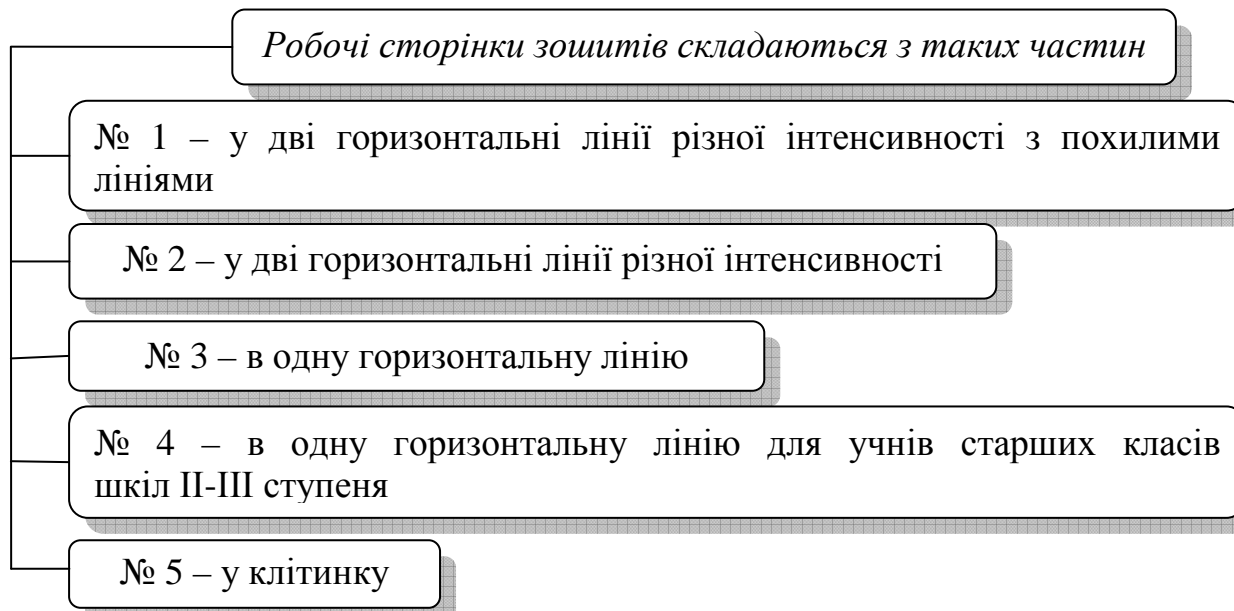 Робочі сторінки зошитів складаються з таких частин
№ 1 – у дві горизонтальні лінії різної інтенсивності з похилими
лініями
№ 2 – у дві горизонтальні лінії різної інтенсивності
№ 3 – в одну горизонтальну лінію
№ 4 – в одну горизонтальну лінію для учнів старших класів
шкіл ІІ-ІІІ ступеня
№ 5 – у клітинку